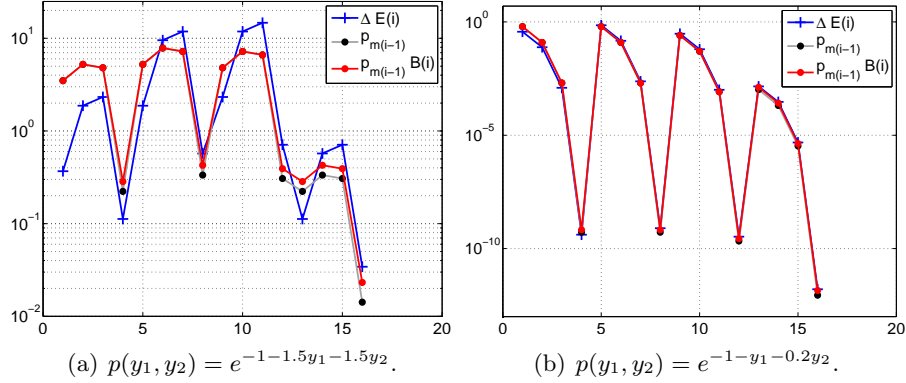 10^1
10^0
10^{-1}
10^{-2}
0 5 10 15 20
Δ E(i)
p_{m(i−1)}
p_{m(i−1)} B(i)
(a) p(y_1, y_2) = e^{−1−1.5y_1−1.5y_2}.
10^0
10^{−5}
10^{−10}
0 5 10 15 20
Δ E(i)
p_{m(i−1)}
p_{m(i−1)} B(i)
(b) p(y_1, y_2) = e^{−1−y_1−0.2y_2}.